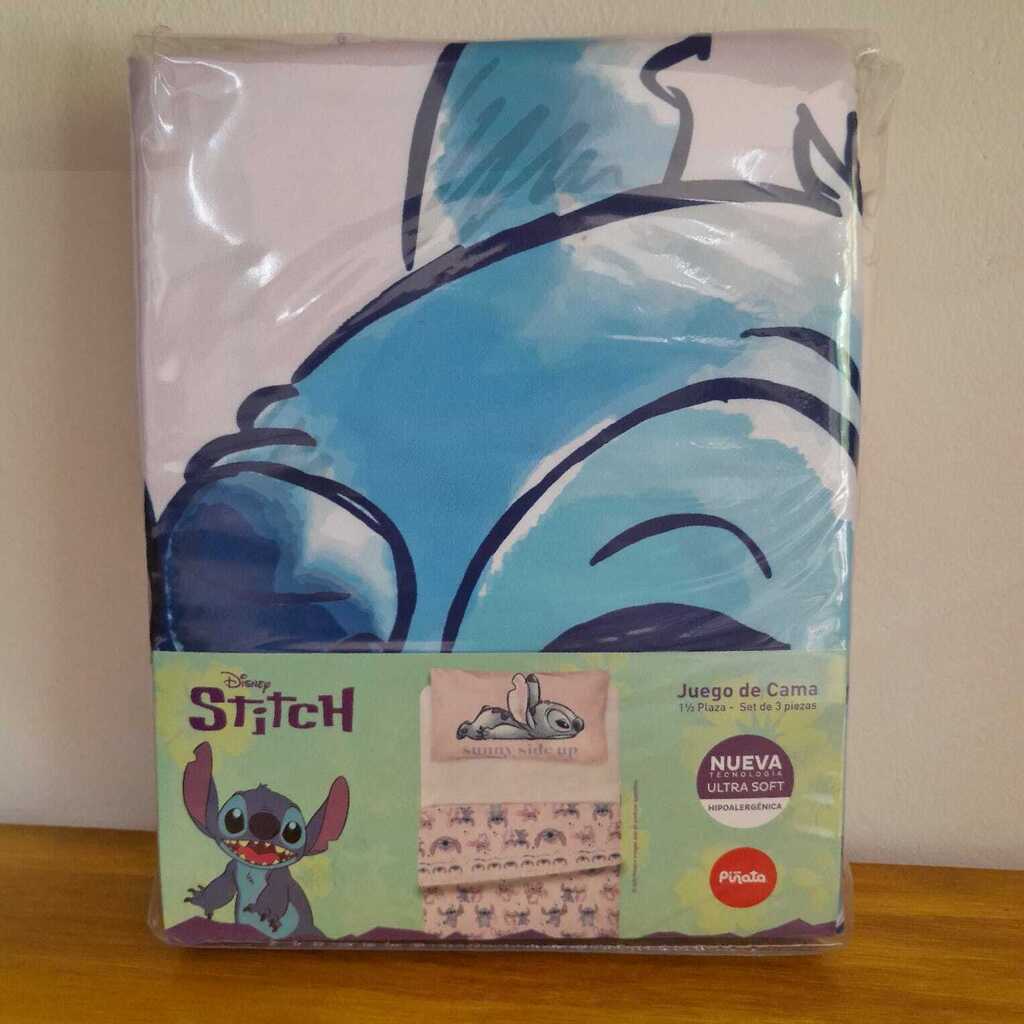 Disney
Stitch
sunny side up
Juego de Cama
1½ Plaza - Set de 3 piezas
NUEVA
TECNOLOGÍA
ULTRA SOFT
HIPOALERGÉNICA
Piñata